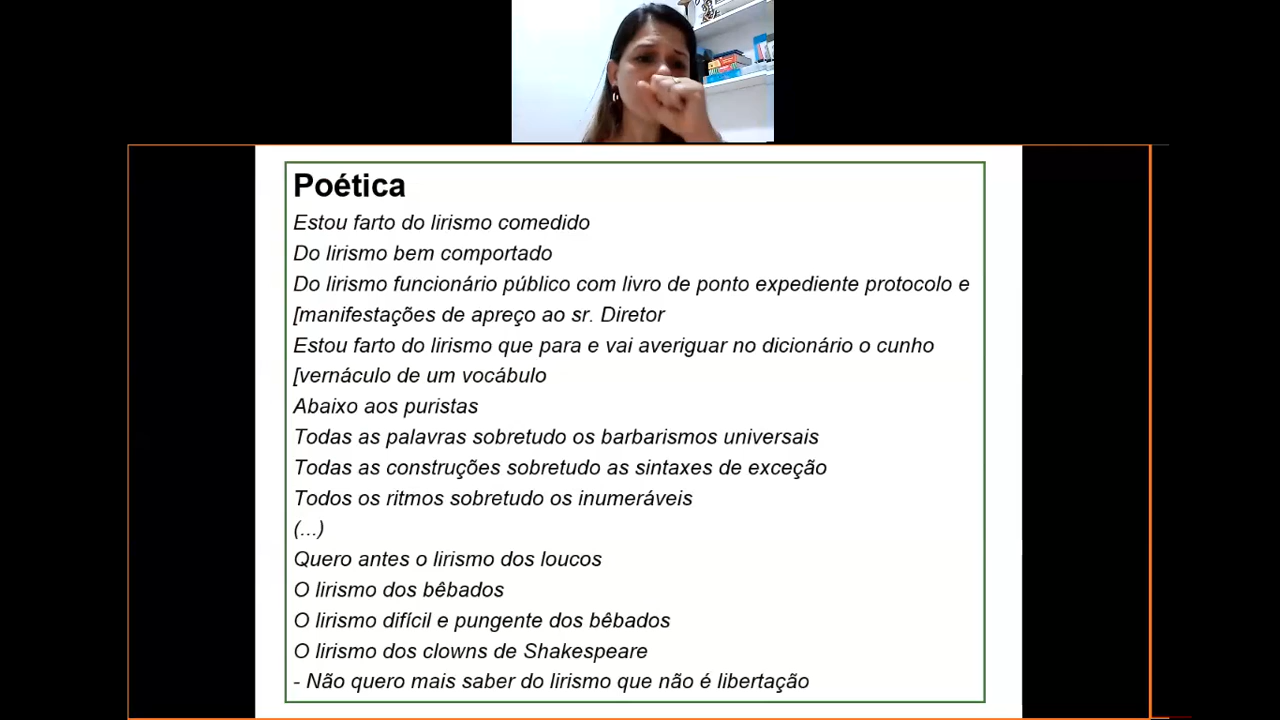 Poética
Estou farto do lirismo comedido
Do lirismo bem comportado
Do lirismo funcionário público com livro de ponto expediente protocolo e
[manifestações de apreço ao sr. Diretor
Estou farto do lirismo que para e vai averiguar no dicionário o cunho
[vernáculo de um vocábulo
Abaixo aos puristas
Todas as palavras sobretudo os barbarismos universais
Todas as construções sobretudo as sintaxes de exceção
Todos os ritmos sobretudo os inumeráveis
(...)
Quero antes o lirismo dos loucos
O lirismo dos bêbados
O lirismo difícil e pungente dos bêbados
O lirismo dos clowns de Shakespeare
- Não quero mais saber do lirismo que não é libertação